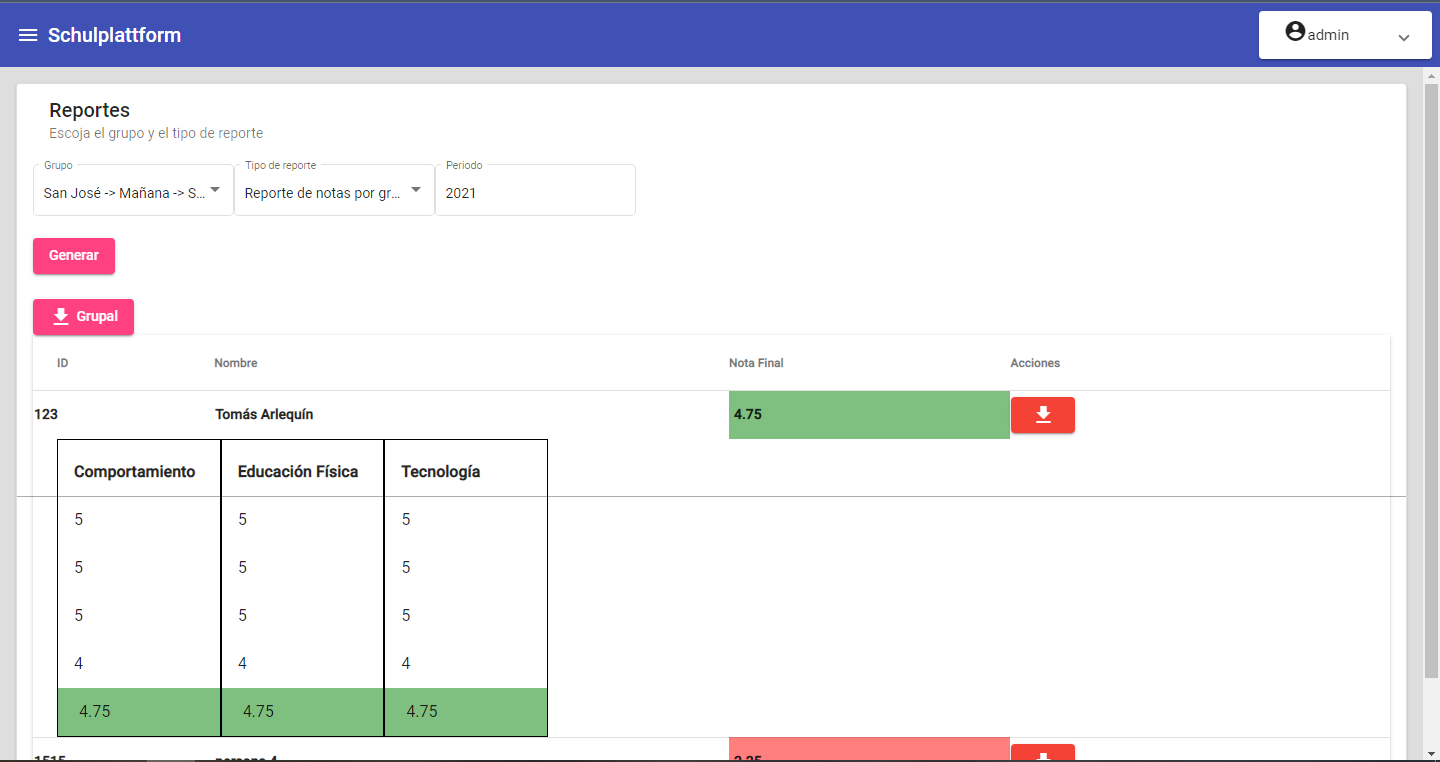 Schulplattform
admin
Reportes
Escoja el grupo y el tipo de reporte
Grupo Tipo de reporte Periodo
San José -> Mañana -> S... Reporte de notas por gr... 2021
Generar
Grupal
ID Nombre Nota Final Acciones
123 Tomás Arlequín 4.75
Comportamiento Educación Física Tecnología
5 5 5
5 5 5
5 5 5
4 4 4
4.75 4.75 4.75
1515 persona 4